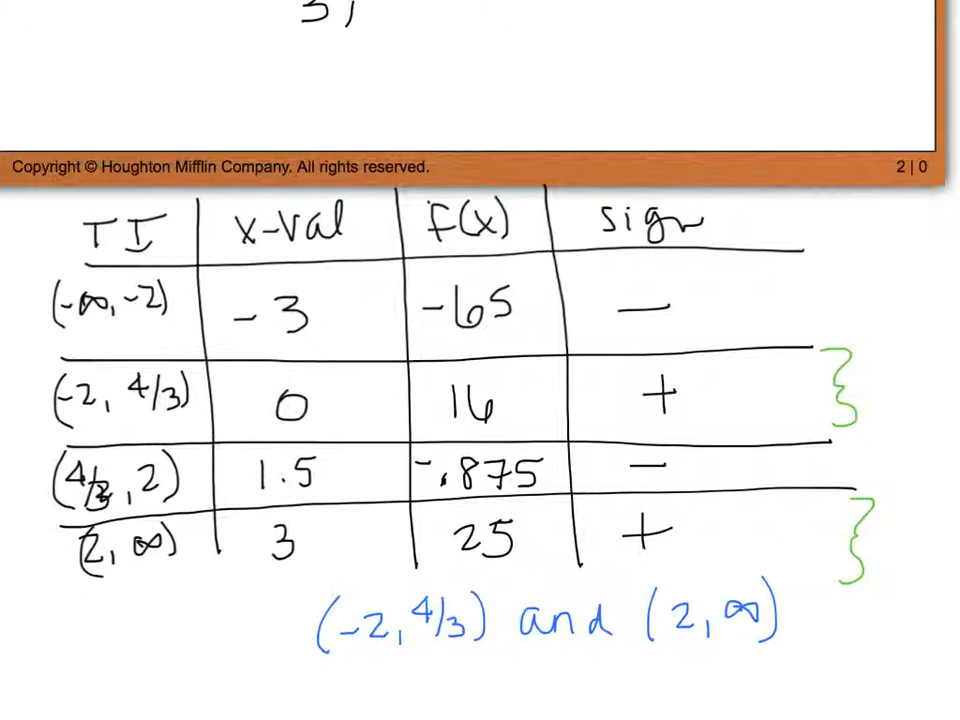 3,
Copyright © Houghton Mifflin Company. All rights reserved. 2 | 0
TI x-val f(x) sign
(-∞, -2) -3 -65 —
(-2, 4/3) 0 16 +
(4/3, 2) 1.5 -.875 —
(2, ∞) 3 25 +
(-2, 4/3) and (2, ∞)